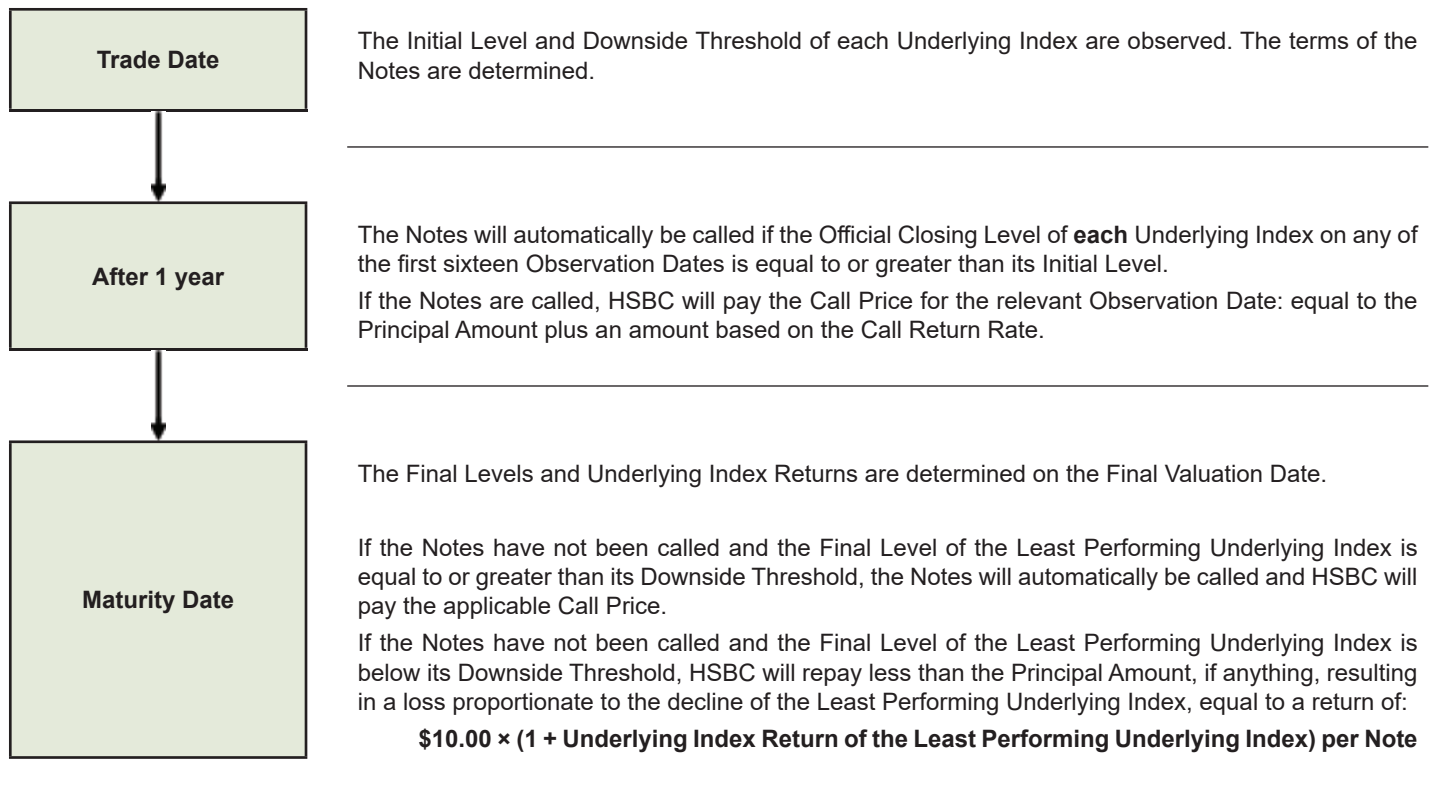 Trade Date
The Initial Level and Downside Threshold of each Underlying Index are observed. The terms of the
Notes are determined.
After 1 year
The Notes will automatically be called if the Official Closing Level of each Underlying Index on any of
the first sixteen Observation Dates is equal to or greater than its Initial Level.
If the Notes are called, HSBC will pay the Call Price for the relevant Observation Date: equal to the
Principal Amount plus an amount based on the Call Return Rate.
Maturity Date
The Final Levels and Underlying Index Returns are determined on the Final Valuation Date.
If the Notes have not been called and the Final Level of the Least Performing Underlying Index is
equal to or greater than its Downside Threshold, the Notes will automatically be called and HSBC will
pay the applicable Call Price.
If the Notes have not been called and the Final Level of the Least Performing Underlying Index is
below its Downside Threshold, HSBC will repay less than the Principal Amount, if anything, resulting
in a loss proportionate to the decline of the Least Performing Underlying Index, equal to a return of:
$10.00 × (1 + Underlying Index Return of the Least Performing Underlying Index) per Note